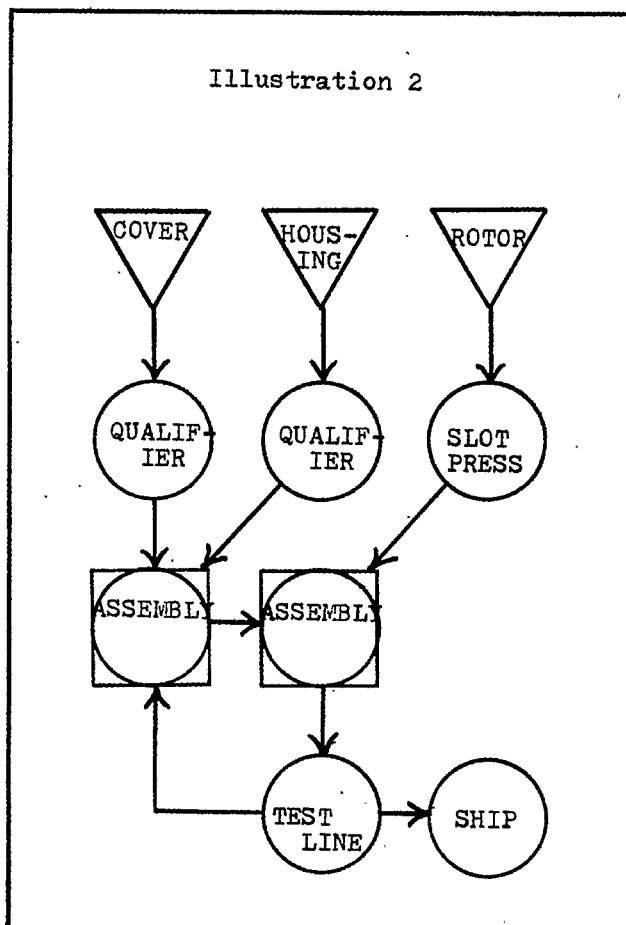 Illustration 2
COVER
HOUS-
ING
ROTOR
QUALIF-
IER
QUALIF-
IER
SLOT
PRESS
ASSEMBLY
ASSEMBLY
TEST
LINE
SHIP